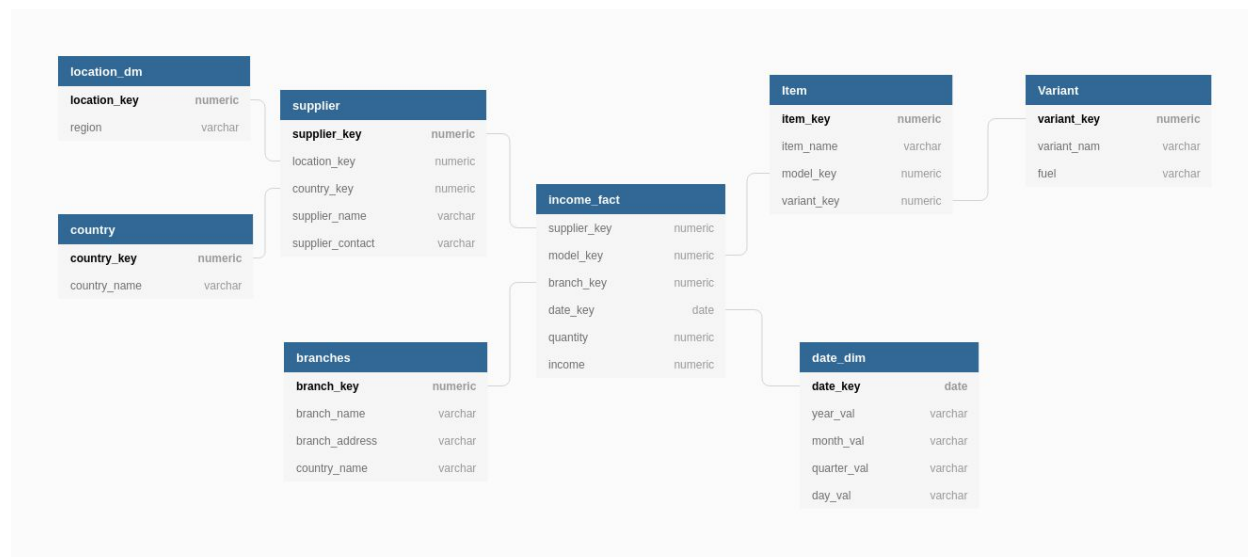 location_dm
location_key numeric
region varchar
supplier
supplier_key numeric
location_key numeric
country_key numeric
supplier_name varchar
supplier_contact varchar
country
country_key numeric
country_name varchar
branches
branch_key numeric
branch_name varchar
branch_address varchar
country_name varchar
income_fact
supplier_key numeric
model_key numeric
branch_key numeric
date_key date
quantity numeric
income numeric
Item
item_key numeric
item_name varchar
model_key numeric
variant_key numeric
Variant
variant_key numeric
variant_nam varchar
fuel varchar
date_dim
date_key date
year_val varchar
month_val varchar
quarter_val varchar
day_val varchar